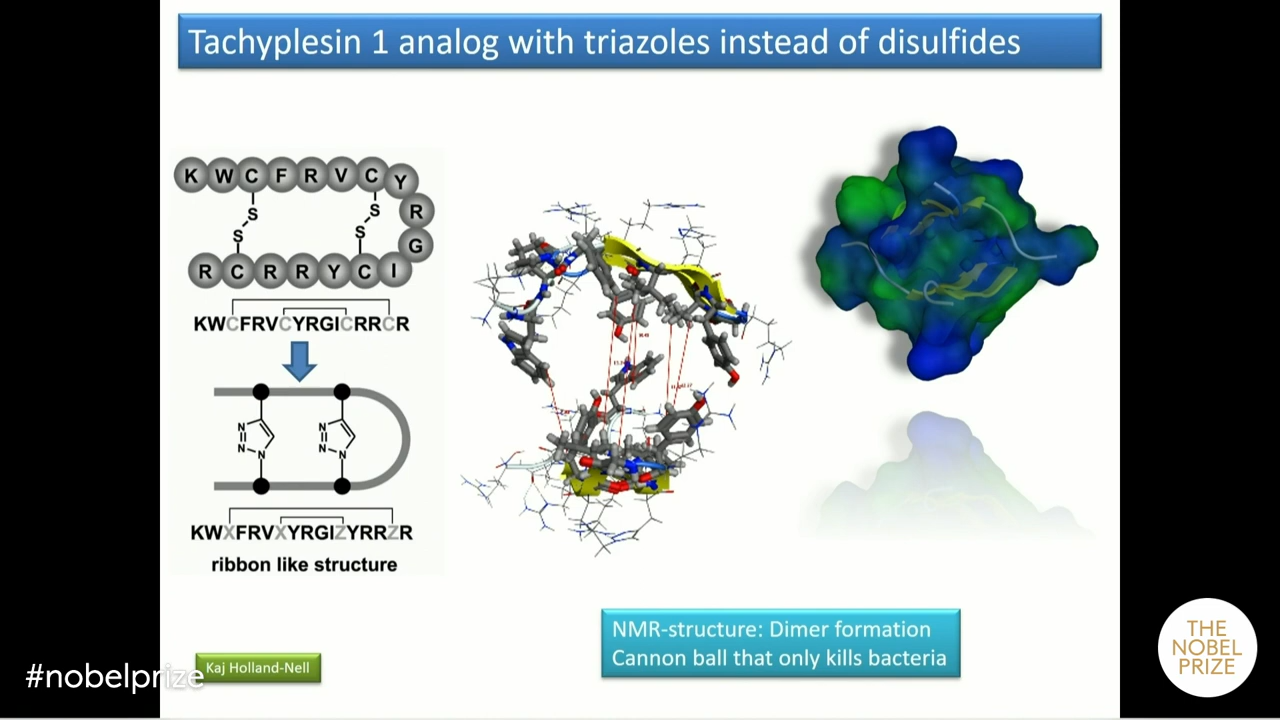 Tachyplesin 1 analog with triazoles instead of disulfides
K W C F R V C Y
S S R
S S G
R C R R Y C I
KWCFRVCYRGICRRCR
N N
N N
N N
KWXFRVXYRGIZYRRZR
ribbon like structure
NMR-structure: Dimer formation
Cannon ball that only kills bacteria
Kaj Holland-Nell
#nobelprize
THE
NOBEL
PRIZE